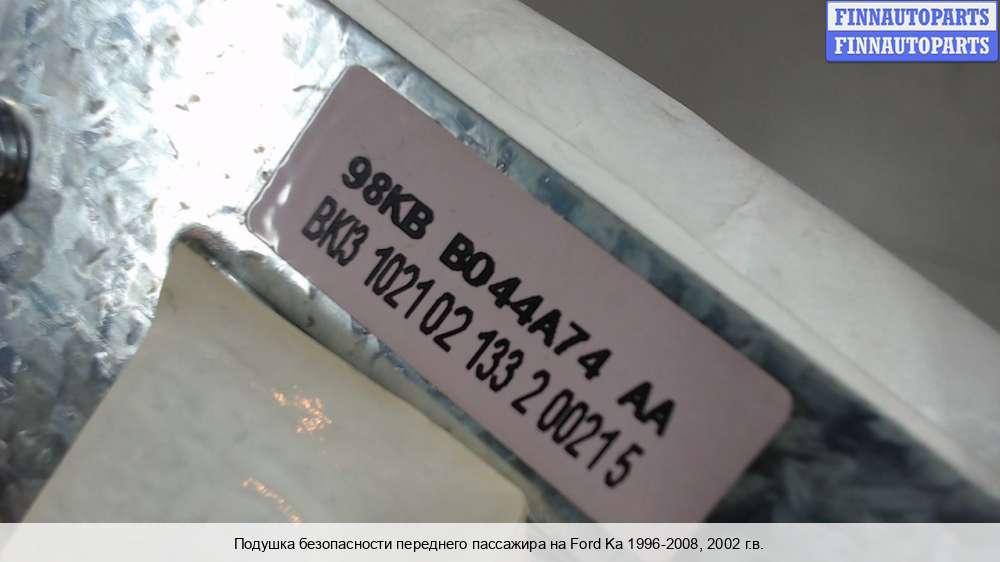 FINNAUTOPARTS
FINNAUTOPARTS
98KB B044A74 AA
BKI3 102102 133 2 00215
Подушка безопасности переднего пассажира на Ford Ka 1996-2008, 2002 г.в.